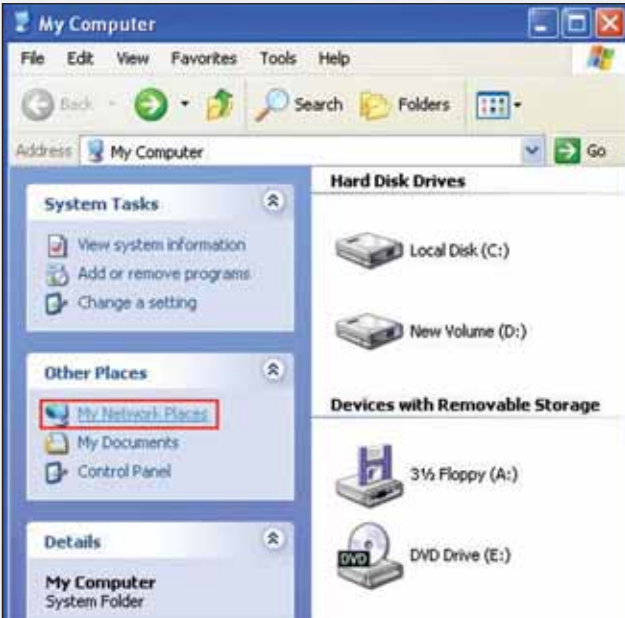 My Computer
File Edit View Favorites Tools Help
Back Search Folders
Address My Computer Go
System Tasks
View system information
Add or remove programs
Change a setting
Other Places
My Network Places
My Documents
Control Panel
Details
My Computer
System Folder
Hard Disk Drives
Local Disk (C:)
New Volume (D:)
Devices with Removable Storage
3½ Floppy (A:)
DVD
DVD Drive (E:)